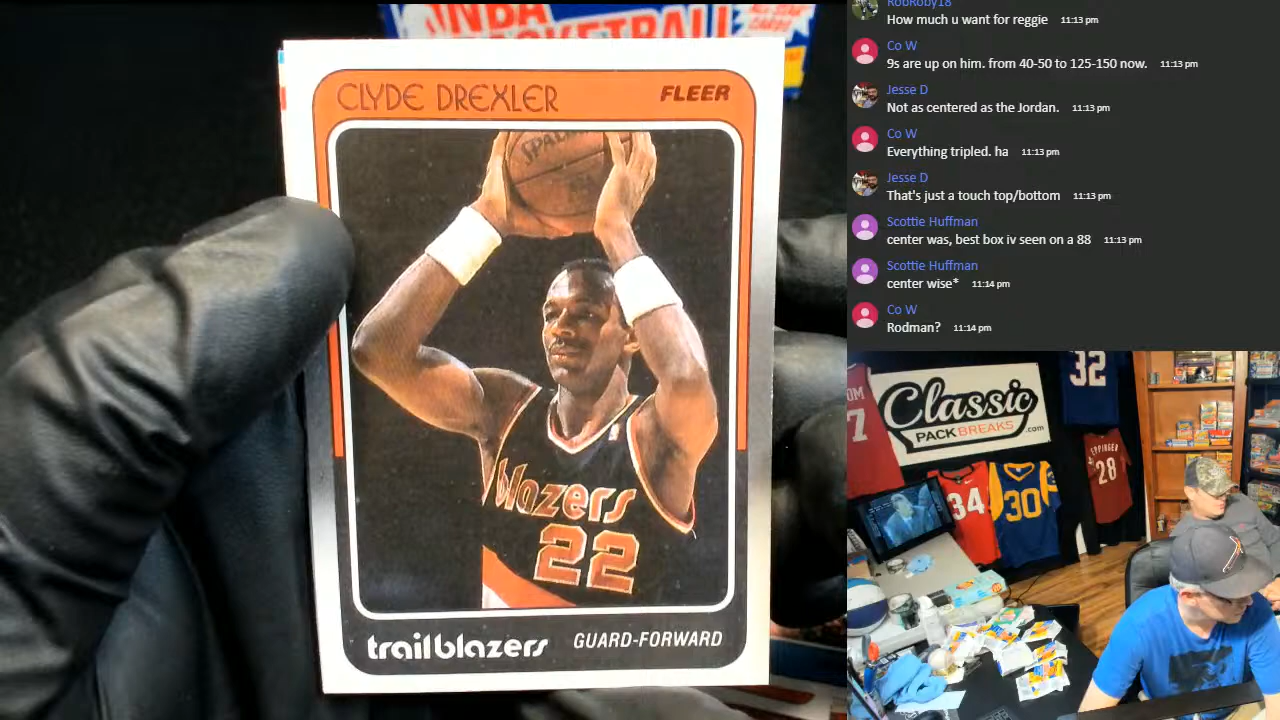 NBA
BASKETBALL
CLYDE DREXLER
FLEER
SPALDING
blazers
22
trailblazers
GUARD-FORWARD
RobRoby18
How much u want for reggie 11:13 pm
Co W
9s are up on him. from 40-50 to 125-150 now. 11:13 pm
Jesse D
Not as centered as the Jordan. 11:13 pm
Co W
Everything tripled. ha 11:13 pm
Jesse D
That's just a touch top/bottom 11:13 pm
Scottie Huffman
center was, best box iv seen on a 88 11:13 pm
Scottie Huffman
center wise* 11:14 pm
Co W
Rodman? 11:14 pm
32
7
Classic
PACKBREAKS.com
EPPINGER
28
34
30